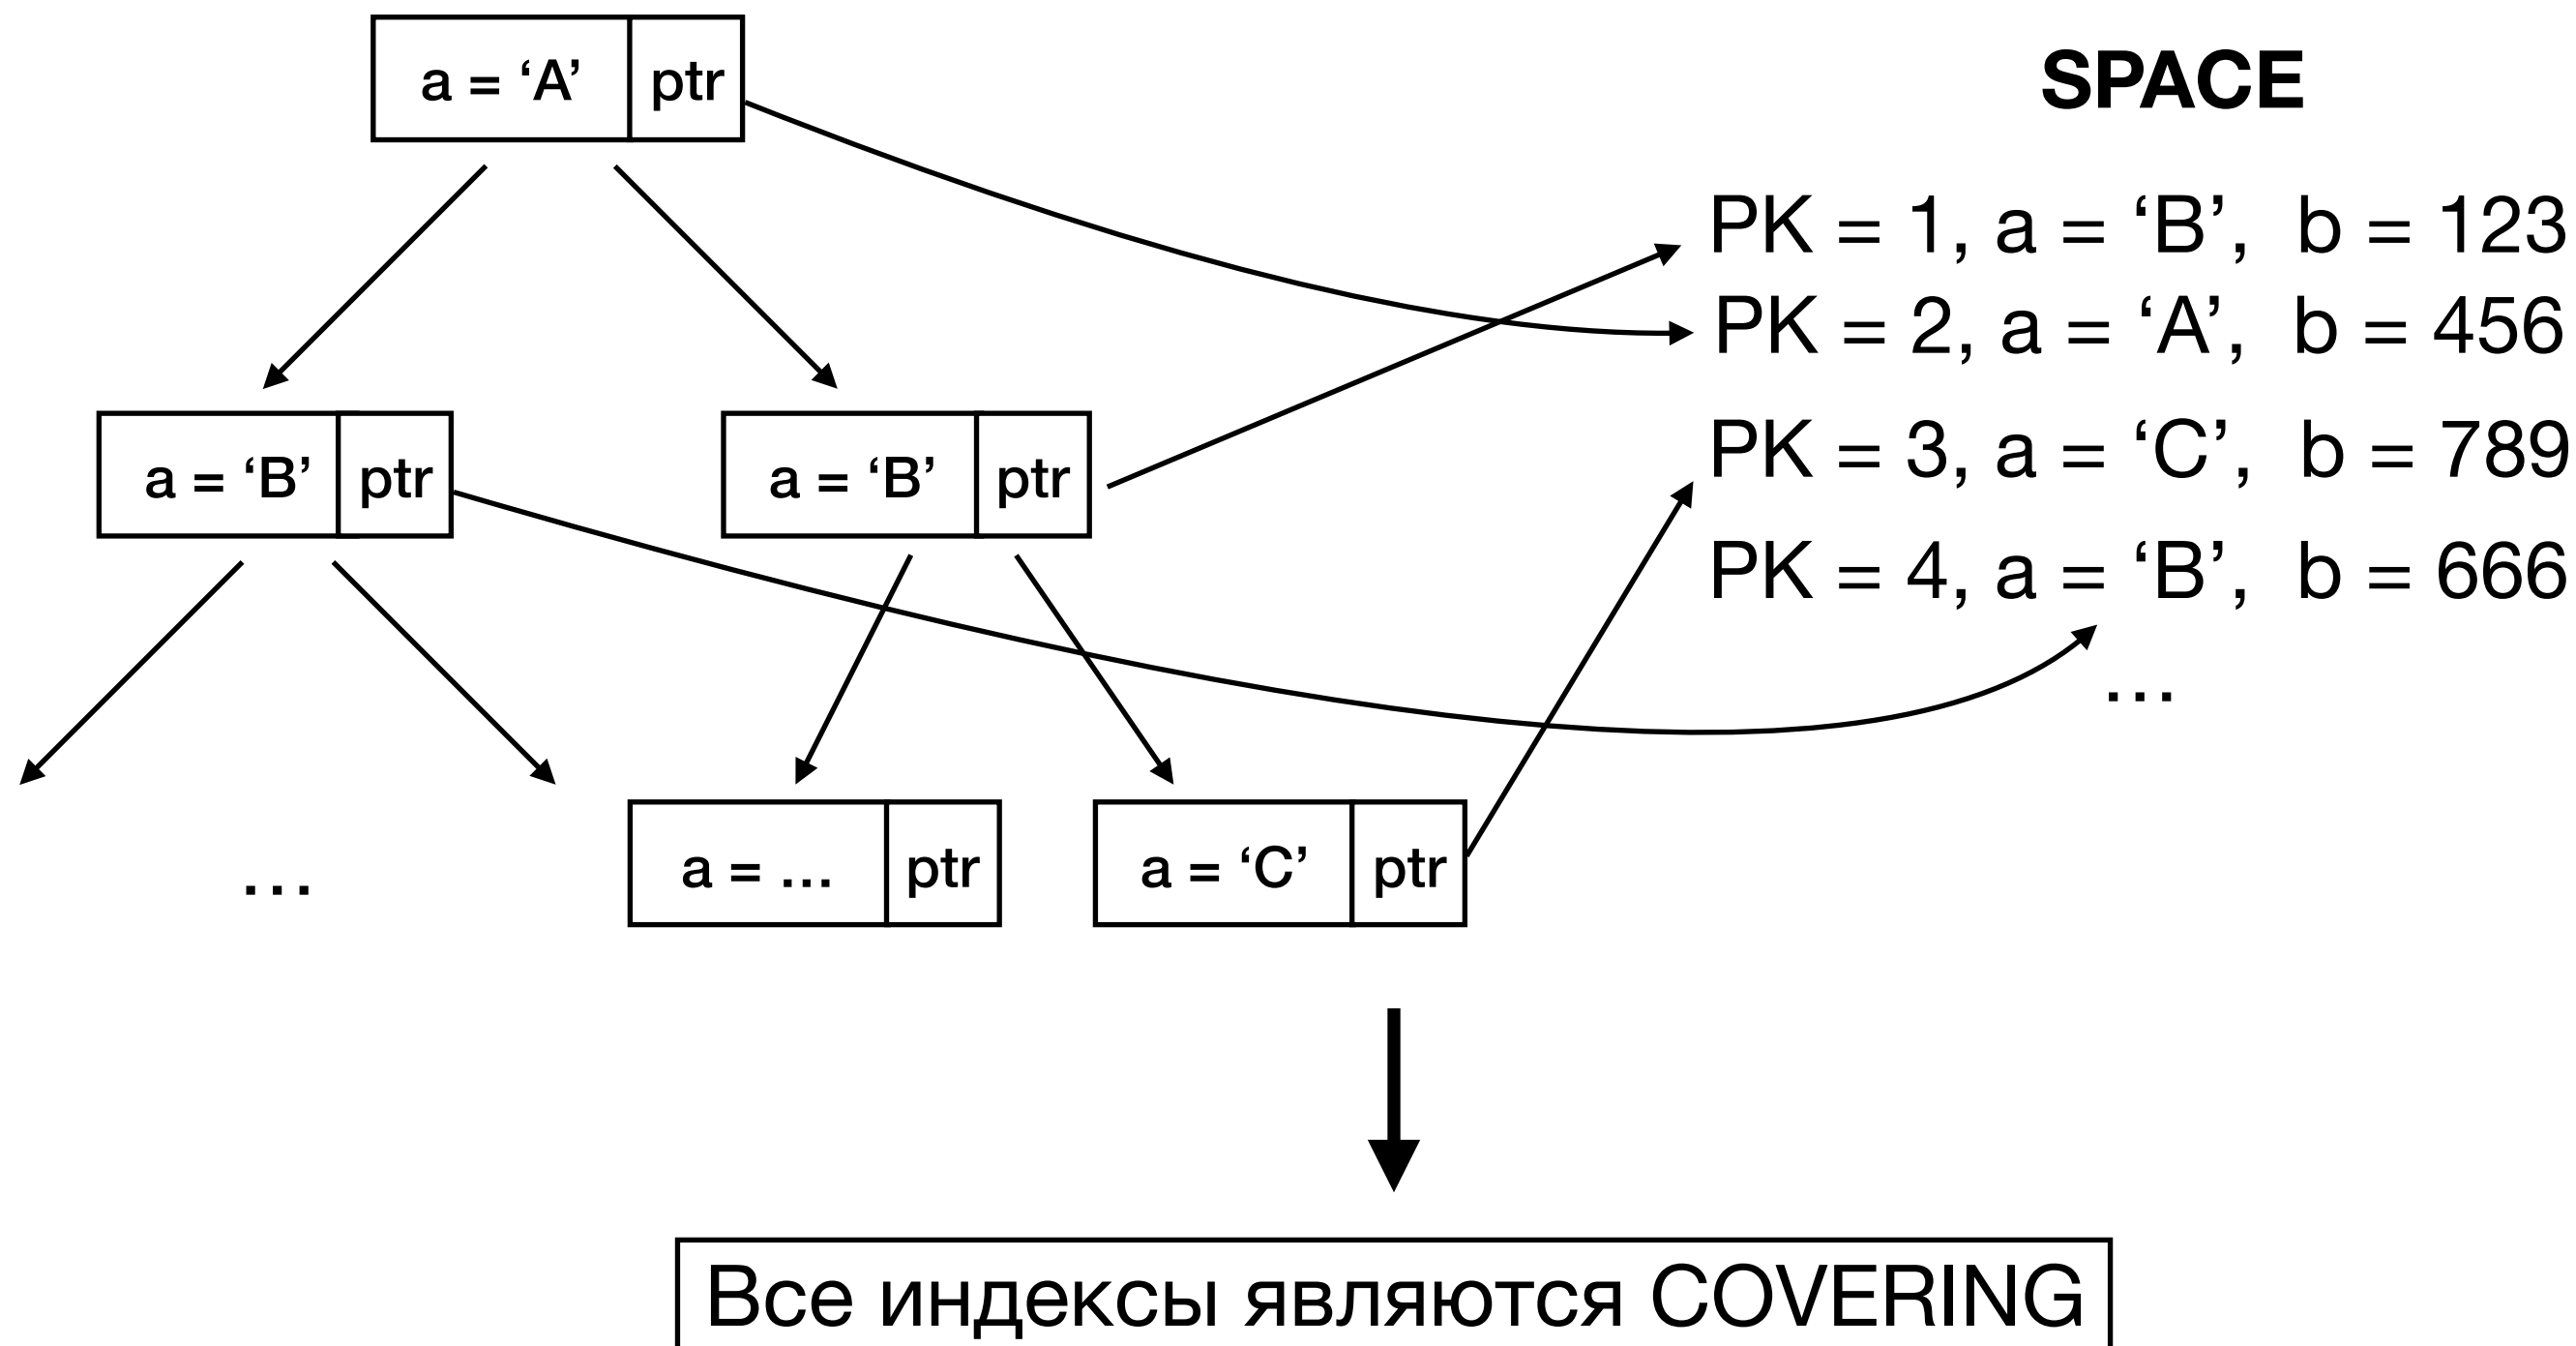 a = ‘A’ ptr
SPACE
PK = 1, a = ‘B’, b = 123
PK = 2, a = ‘A’, b = 456
a = ‘B’ ptr
a = ‘B’ ptr
PK = 3, a = ‘C’, b = 789
PK = 4, a = ‘B’, b = 666
...
...
a = ... ptr
a = ‘C’ ptr
Все индексы являются COVERING